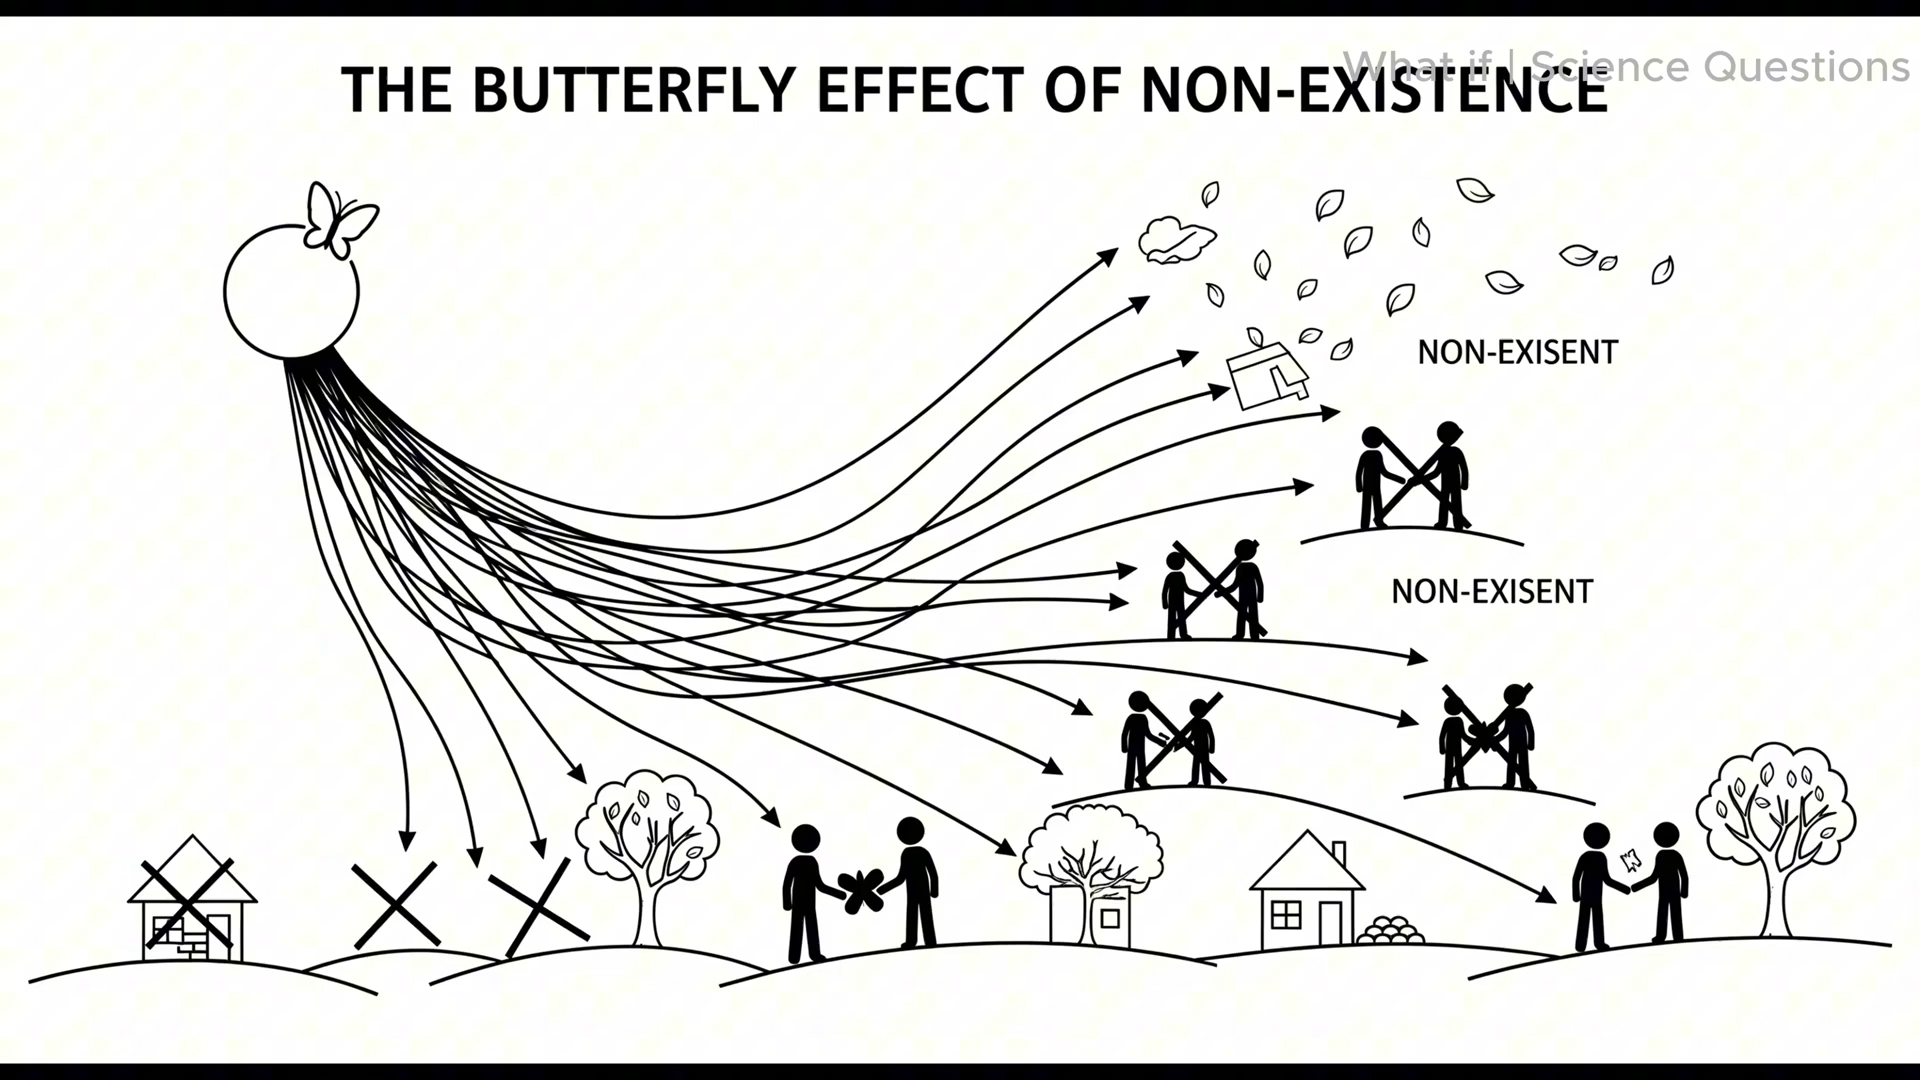 What if | Science Questions
THE BUTTERFLY EFFECT OF NON-EXISTENCE
NON-EXISENT
NON-EXISENT